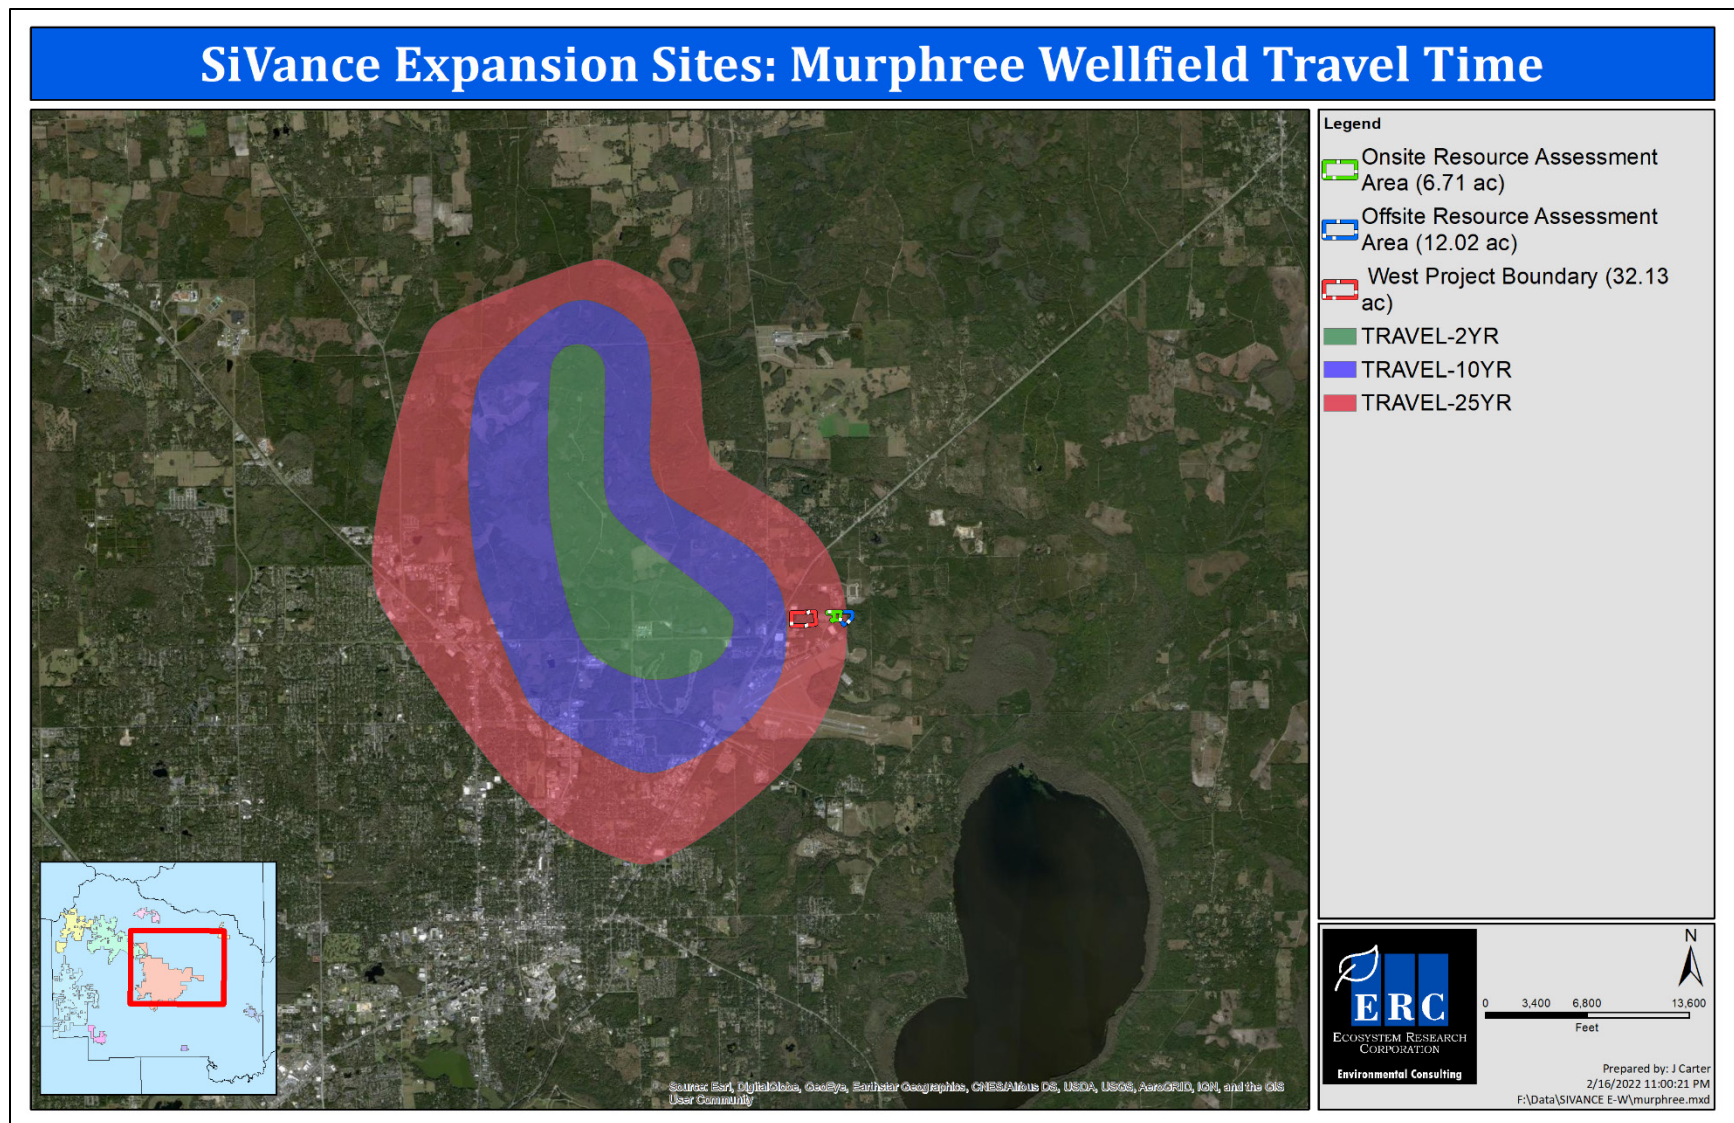 SiVance Expansion Sites: Murphree Wellfield Travel Time
Legend
Onsite Resource Assessment
Area (6.71 ac)
Offsite Resource Assessment
Area (12.02 ac)
West Project Boundary (32.13
ac)
TRAVEL-2YR
TRAVEL-10YR
TRAVEL-25YR
Source: Esri, DigitalGlobe, GeoEye, Earthstar Geographics, CNES/Airbus DS, USDA, USGS, AeroGRID, IGN, and the GIS
User Community
ERC
ECOSYSTEM RESEARCH
CORPORATION
Environmental Consulting
N
0 3,400 6,800 13,600
Feet
Prepared by: J Carter
2/16/2022 11:00:21 PM
F:\Data\SIVANCE E-W\murphree.mxd